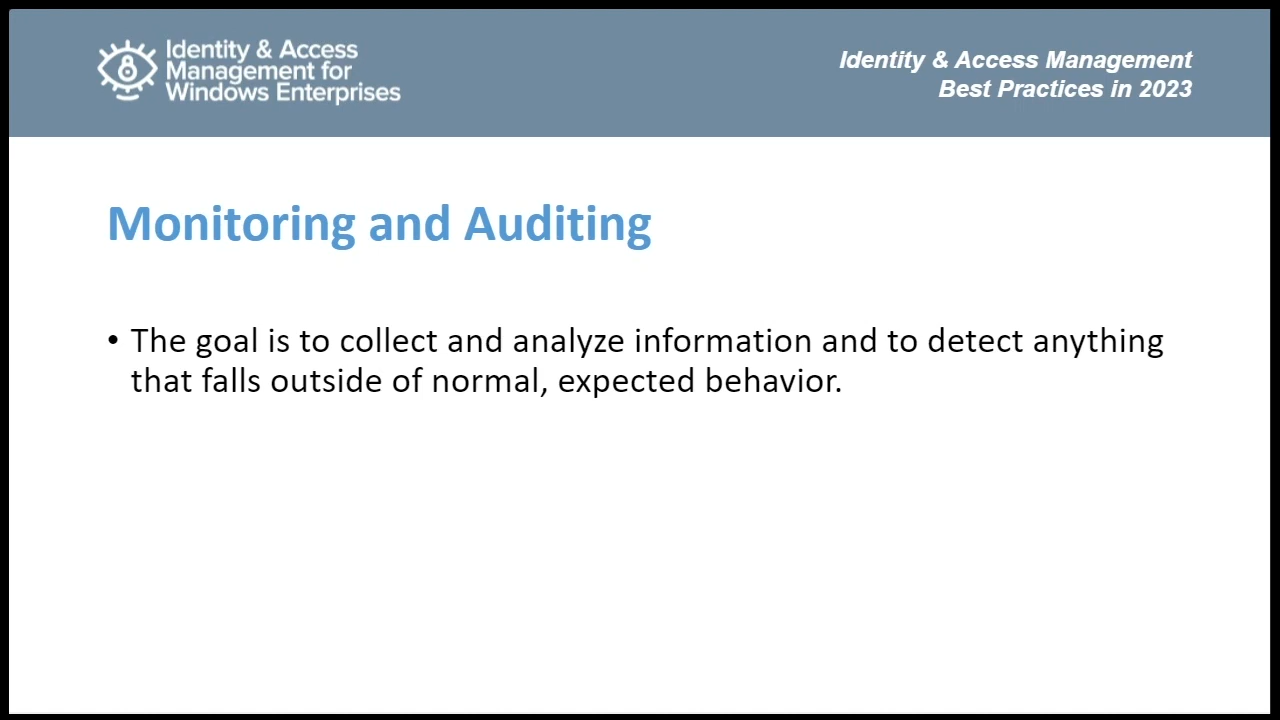 Identity & Access
Management for
Windows Enterprises
Identity & Access Management
Best Practices in 2023
Monitoring and Auditing
• The goal is to collect and analyze information and to detect anything
that falls outside of normal, expected behavior.